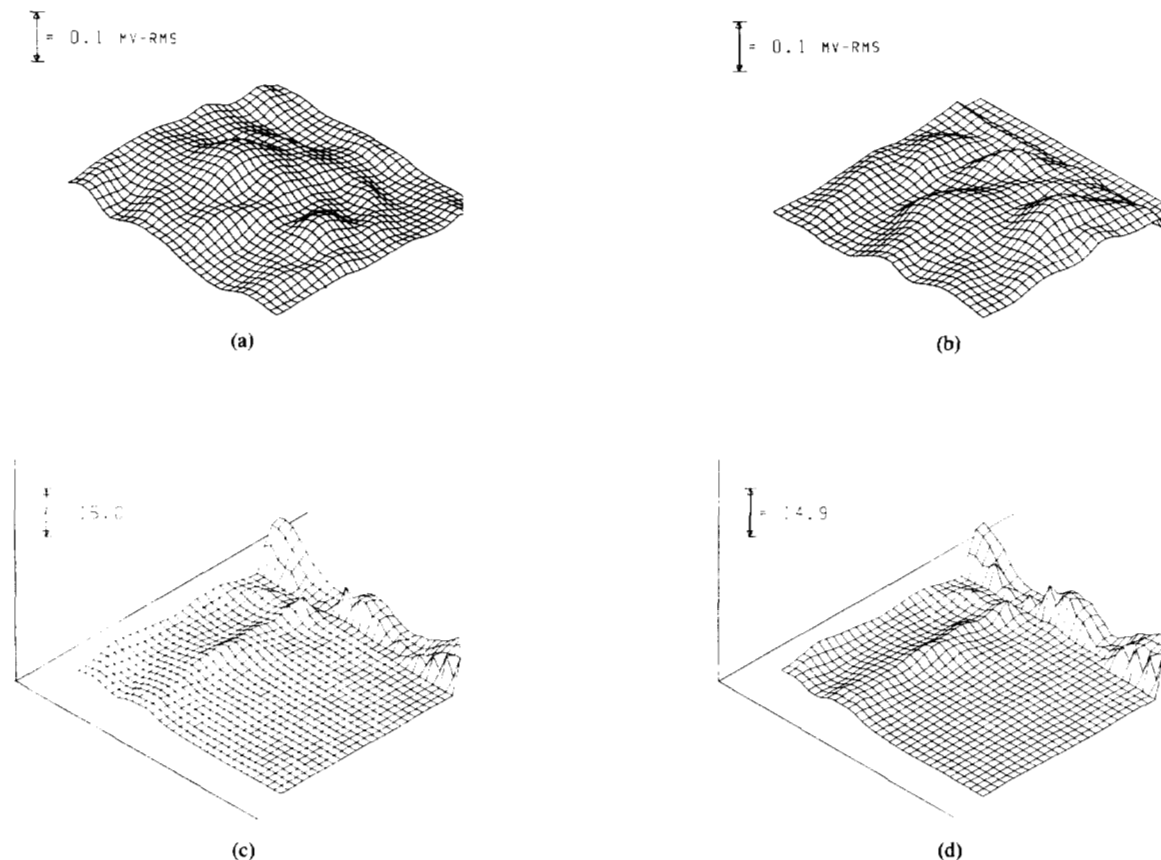 = 0.1 MV-RMS
= 0.1 MV-RMS
(a)
(b)
= 14.9
(c)
(d)